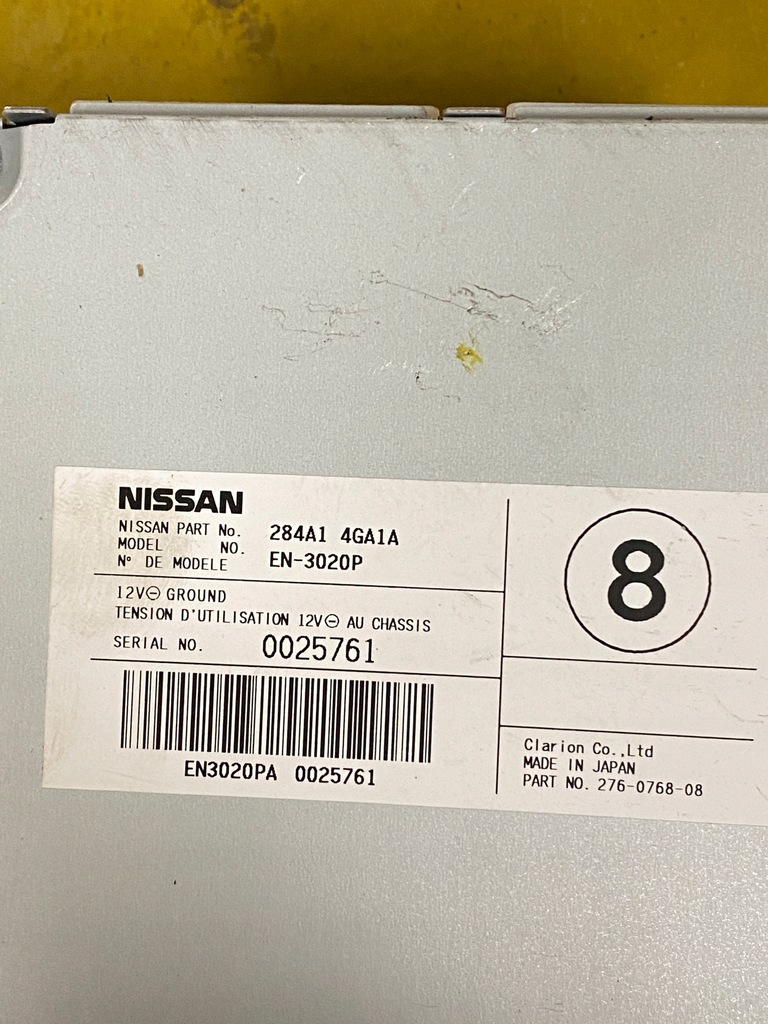 NISSAN
NISSAN PART No. 284A1 4GA1A
MODEL NO.
N° DE MODELE EN-3020P
12V⊖ GROUND
TENSION D'UTILISATION 12V⊖ AU CHASSIS
SERIAL NO. 0025761
EN3020PA 0025761
8
Clarion Co.,Ltd
MADE IN JAPAN
PART NO. 276-0768-08